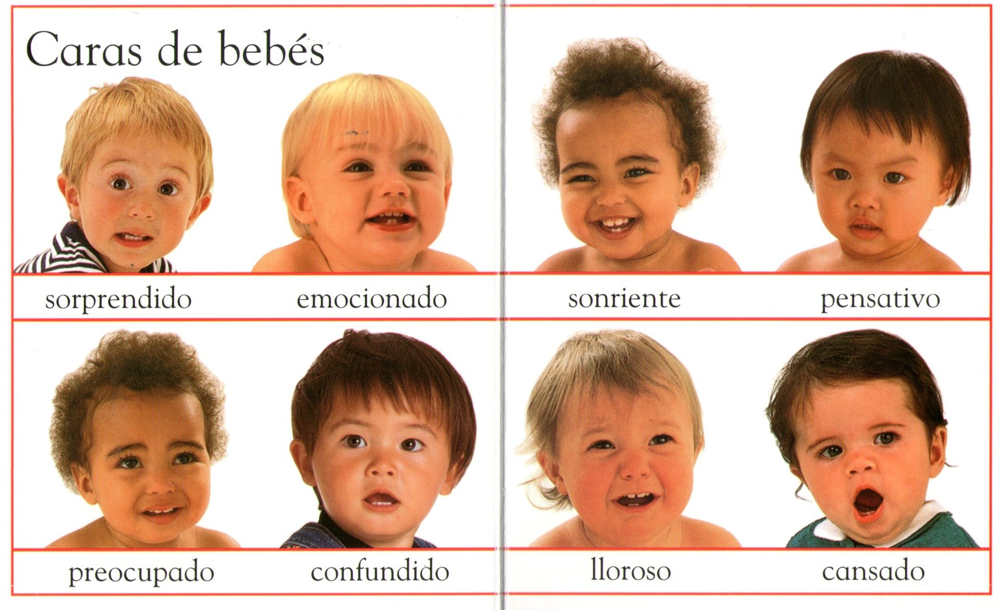 Caras de bebés
sorprendido
emocionado
sonriente
pensativo
preocupado
confundido
lloroso
cansado